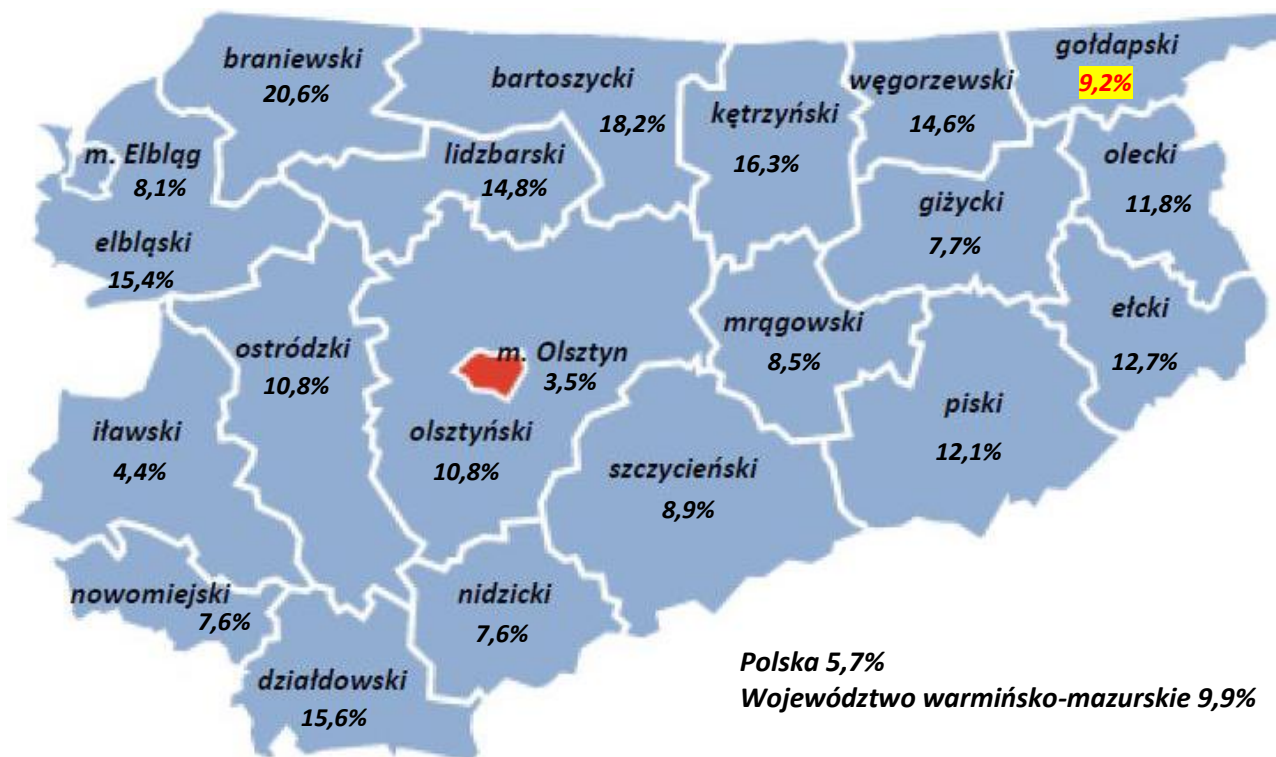 braniewski
20,6%
bartoszycki
18,2%
kętrzyński
16,3%
węgorzewski
14,6%
gołdapski
9,2%
m. Elbląg
8,1%
lidzbarski
14,8%
olecki
11,8%
giżycki
7,7%
elbląski
15,4%
ostródzki
10,8%
m. Olsztyn
3,5%
mrągowski
8,5%
ełcki
12,7%
iławski
4,4%
olsztyński
10,8%
szczycieński
8,9%
piski
12,1%
nowomiejski
7,6%
nidzicki
7,6%
działdowski
15,6%
Polska 5,7%
Województwo warmińsko-mazurskie 9,9%